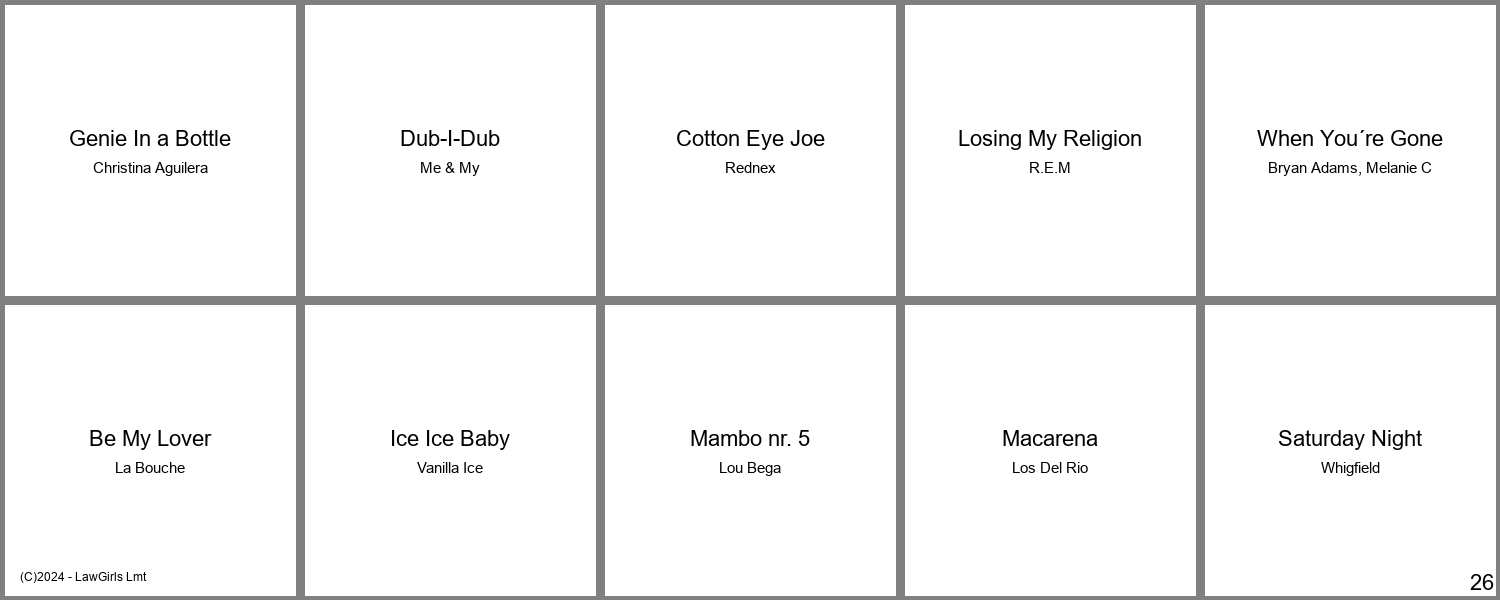 Genie In a Bottle
Christina Aguilera
Dub-I-Dub
Me & My
Cotton Eye Joe
Rednex
Losing My Religion
R.E.M
When You´re Gone
Bryan Adams, Melanie C
Be My Lover
La Bouche
Ice Ice Baby
Vanilla Ice
Mambo nr. 5
Lou Bega
Macarena
Los Del Rio
Saturday Night
Whigfield
(C)2024 - LawGirls Lmt
26